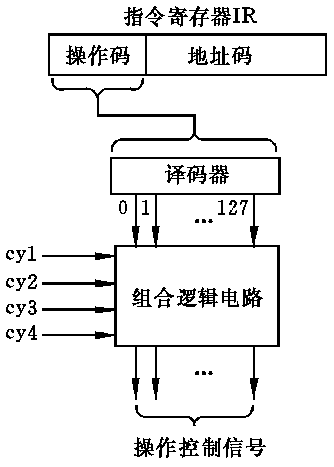 指令寄存器IR
操作码 地址码
译码器
0 1 ... 127
cy1
cy2
cy3
cy4
组合逻辑电路
...
操作控制信号